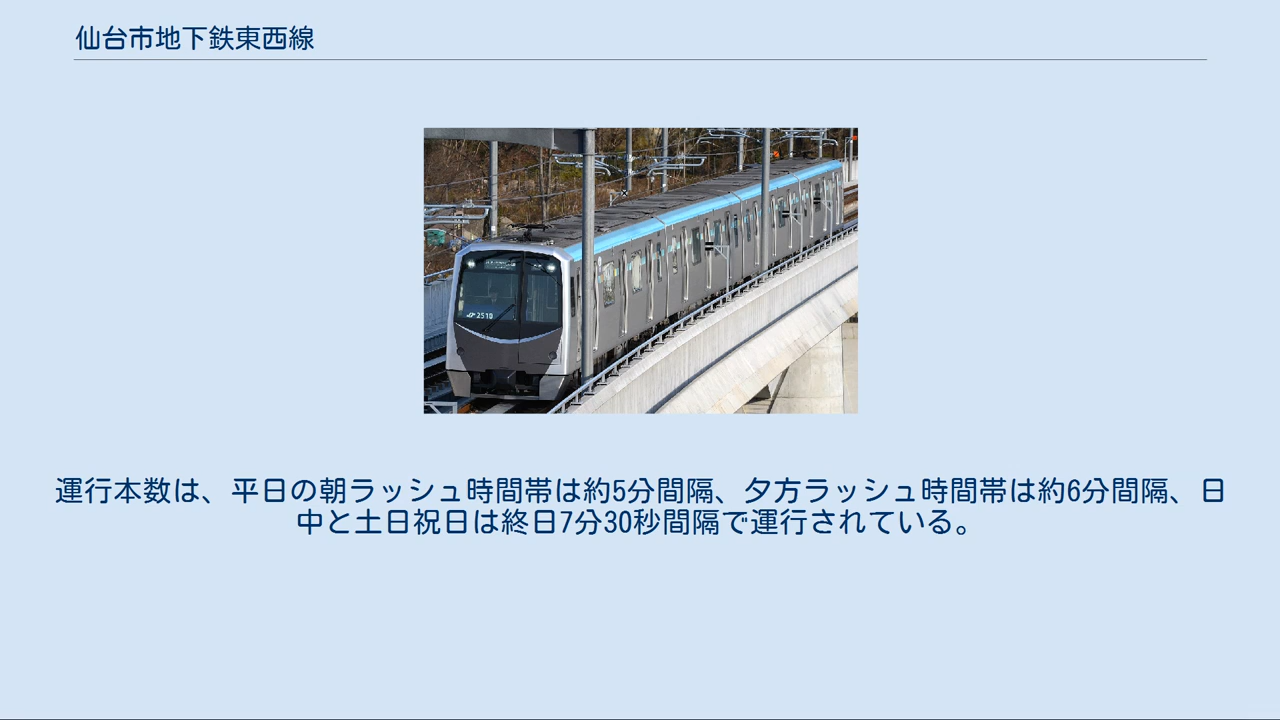 仙台市地下鉄東西線
2510
運行本数は、平日の朝ラッシュ時間帯は約5分間隔、夕方ラッシュ時間帯は約6分間隔、日
中と土日祝日は終日7分30秒間隔で運行されている。